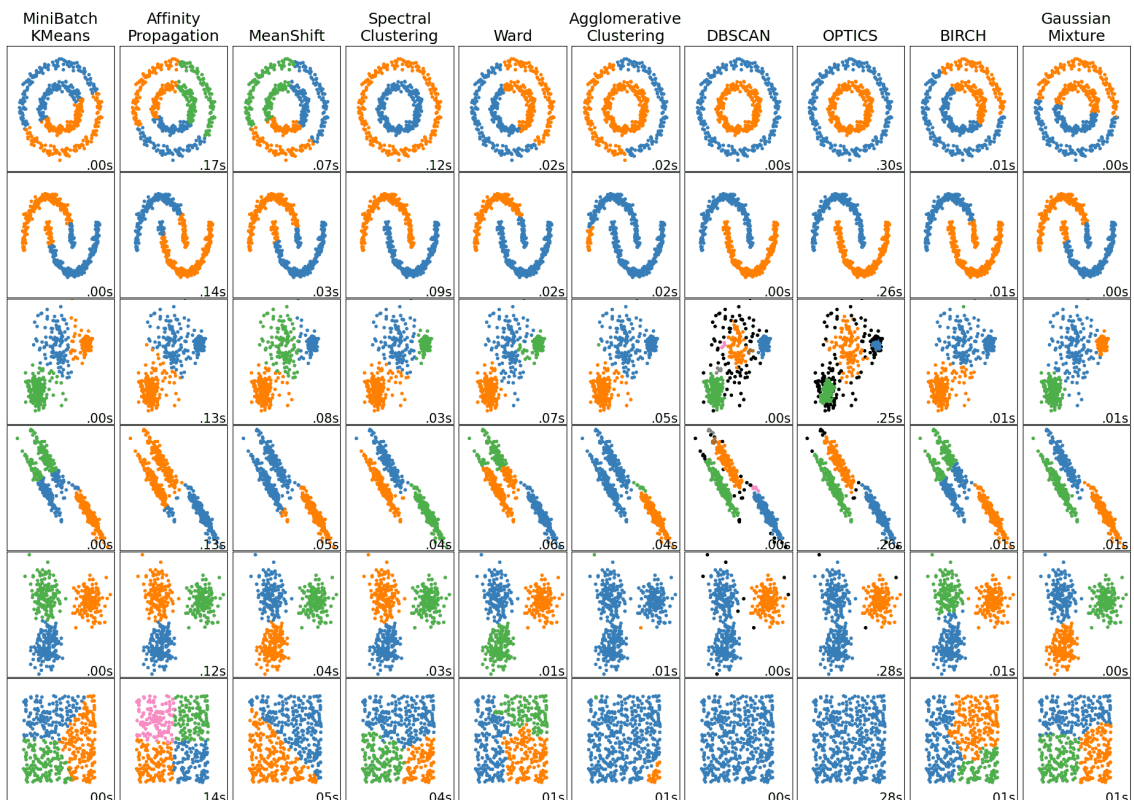 MiniBatch
KMeans
Affinity
Propagation
MeanShift
Spectral
Clustering
Ward
Agglomerative
Clustering
DBSCAN
OPTICS
BIRCH
Gaussian
Mixture
.00s
.17s
.07s
.12s
.02s
.02s
.00s
.30s
.01s
.00s
.00s
.14s
.03s
.09s
.02s
.02s
.00s
.26s
.01s
.00s
.00s
.13s
.08s
.03s
.07s
.05s
.00s
.25s
.01s
.01s
.00s
.13s
.05s
.04s
.06s
.04s
.00s
.26s
.01s
.01s
.00s
.12s
.04s
.03s
.01s
.01s
.00s
.28s
.01s
.00s
.00s
.14s
.05s
.04s
.01s
.01s
.00s
.28s
.01s
.01s